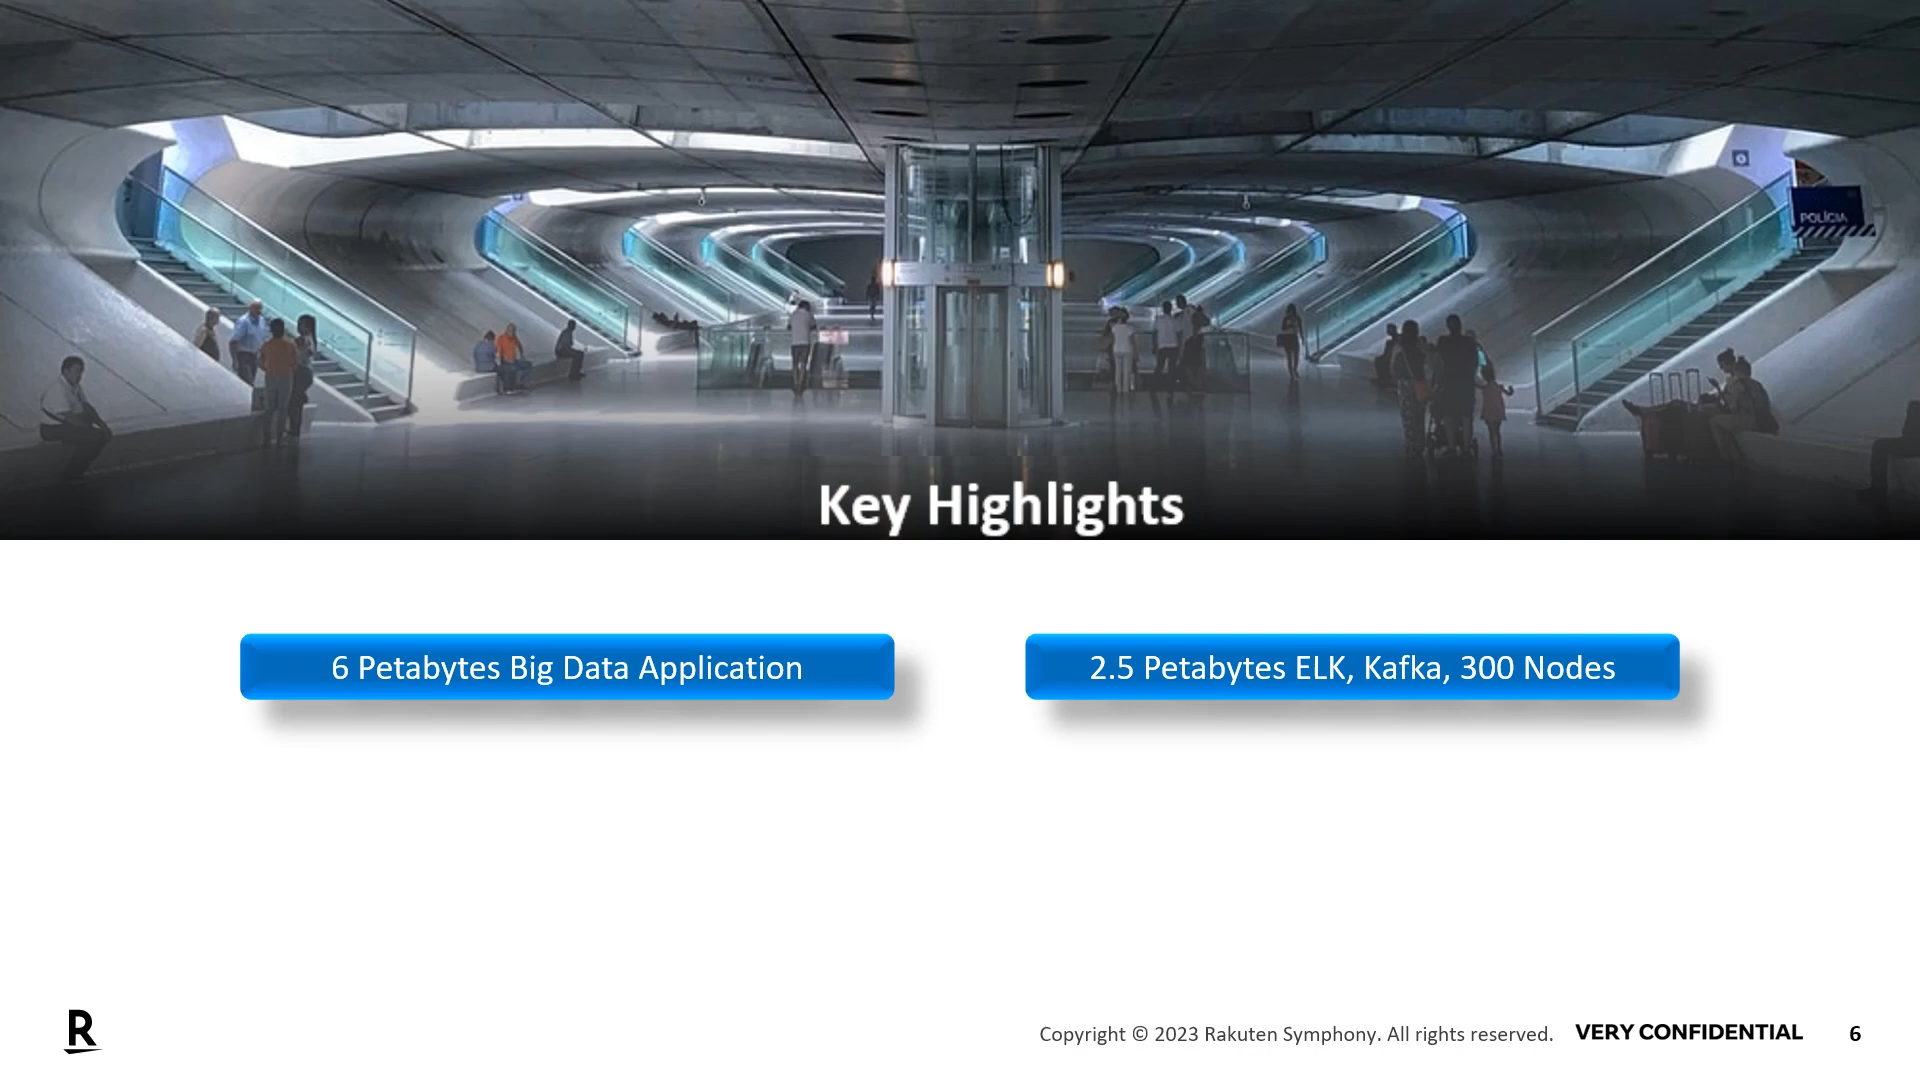 POLÍCIA
Key Highlights
6 Petabytes Big Data Application
2.5 Petabytes ELK, Kafka, 300 Nodes
R
Copyright © 2023 Rakuten Symphony. All rights reserved. VERY CONFIDENTIAL 6